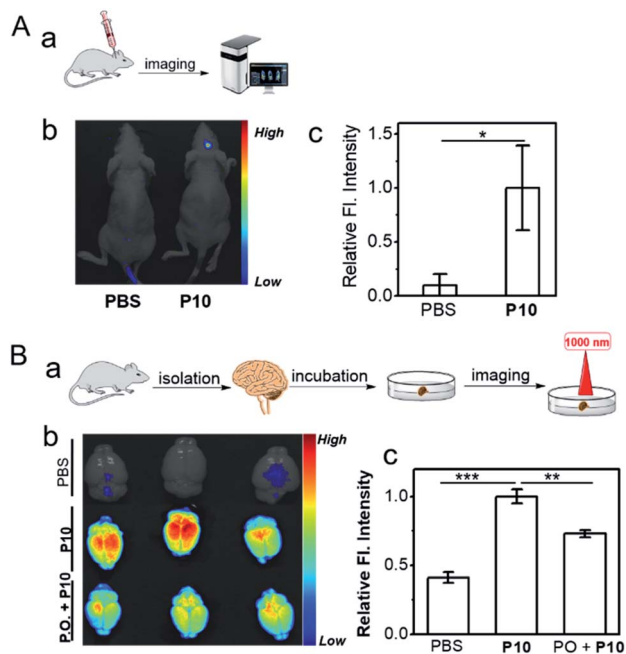 A
a
imaging
b
High
Low
PBS P10
c
Relative Fl. Intensity
1.5
1.0
0.5
0.0
*
PBS P10
B
a
isolation
incubation
imaging
1000 nm
b
High
Low
PBS
P10
P.O. + P10
c
Relative Fl. Intensity
1.0
0.5
0
*** **
PBS P10 PO + P10